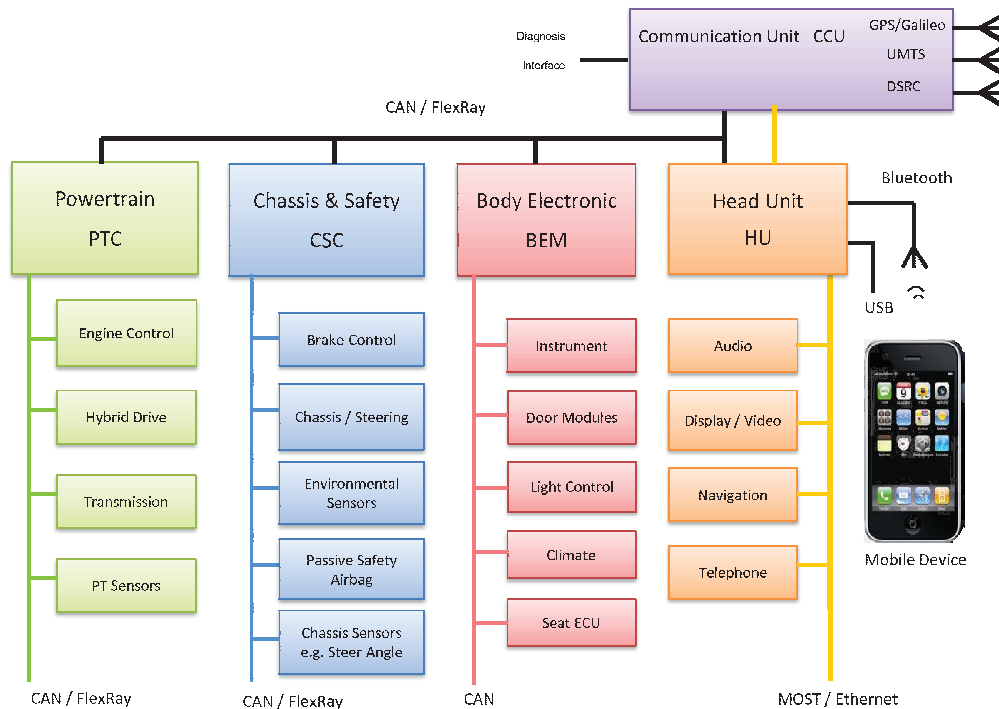 Communication Unit CCU
GPS/Galileo
UMTS
DSRC
Diagnosis
Interface
CAN / FlexRay
Powertrain
PTC
Chassis & Safety
CSC
Body Electronic
BEM
Head Unit
HU
Bluetooth
USB
Engine Control
Hybrid Drive
Transmission
PT Sensors
CAN / FlexRay
Brake Control
Chassis / Steering
Environmental
Sensors
Passive Safety
Airbag
Chassis Sensors
e.g. Steer Angle
CAN / FlexRay
Instrument
Door Modules
Light Control
Climate
Seat ECU
CAN
Audio
Display / Video
Navigation
Telephone
MOST / Ethernet
9
Mobile Device